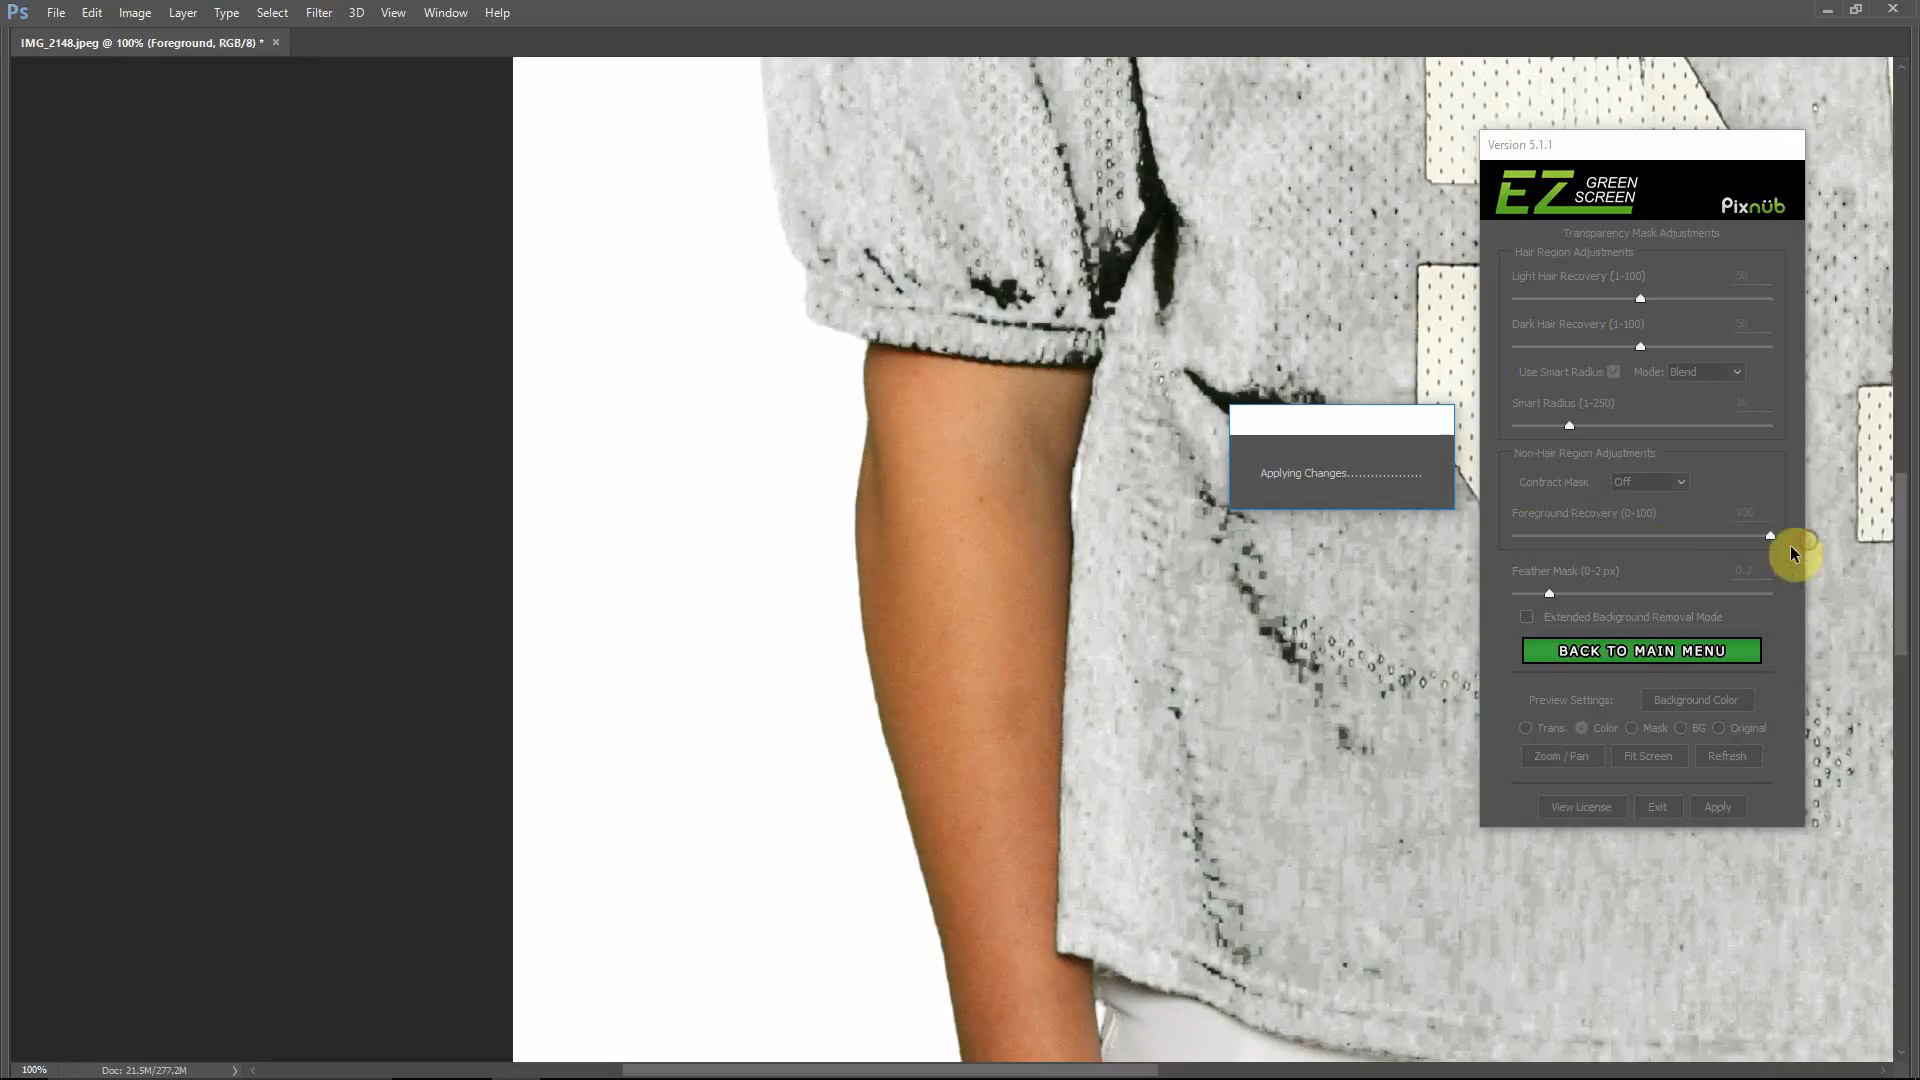 Ps File Edit Image Layer Type Select Filter 3D View Window Help
IMG_2148.jpeg @ 100% (Foreground, RGB/8) * ×
Version 5.1.1
EZ GREEN SCREEN Pixnüb
Transparency Mask Adjustments
Hair Region Adjustments
Light Hair Recovery (1-100) 50
Dark Hair Recovery (1-100) 50
Use Smart Radius Mode: Blend
Smart Radius (1-250)
Non-Hair Region Adjustments
Contract Mask Off
Foreground Recovery (0-100) 100
Feather Mask (0-2 px) 0.3
Extended Background Removal Mode
BACK TO MAIN MENU
Preview Settings: Background Color
Trans. Color Mask BG Original
Zoom / Pan Fit Screen Refresh
View License Exit Apply
Applying Changes...................
100% Doc: 21.5M/277.2M